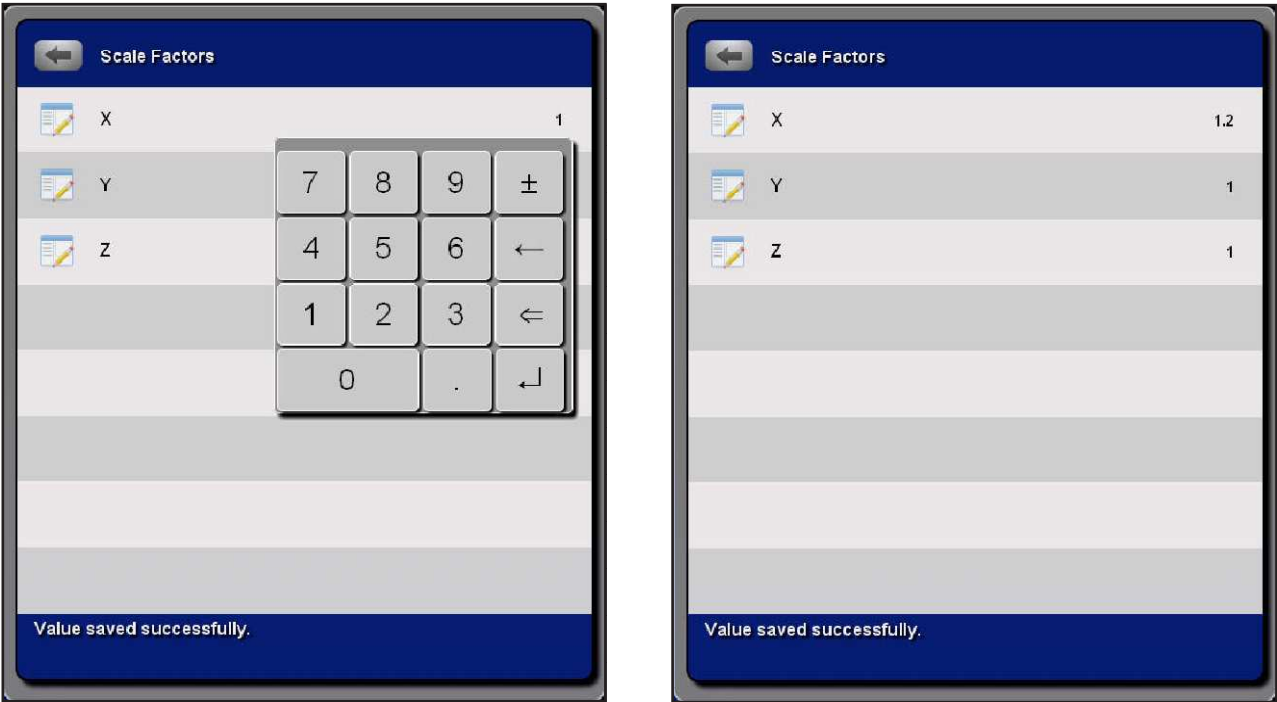 Scale Factors
X 1
Y
Z
7 8 9 ±
4 5 6 ←
1 2 3 ⇐
0 . ↵
Value saved successfully.
Scale Factors
X 1.2
Y 1
Z 1
Value saved successfully.